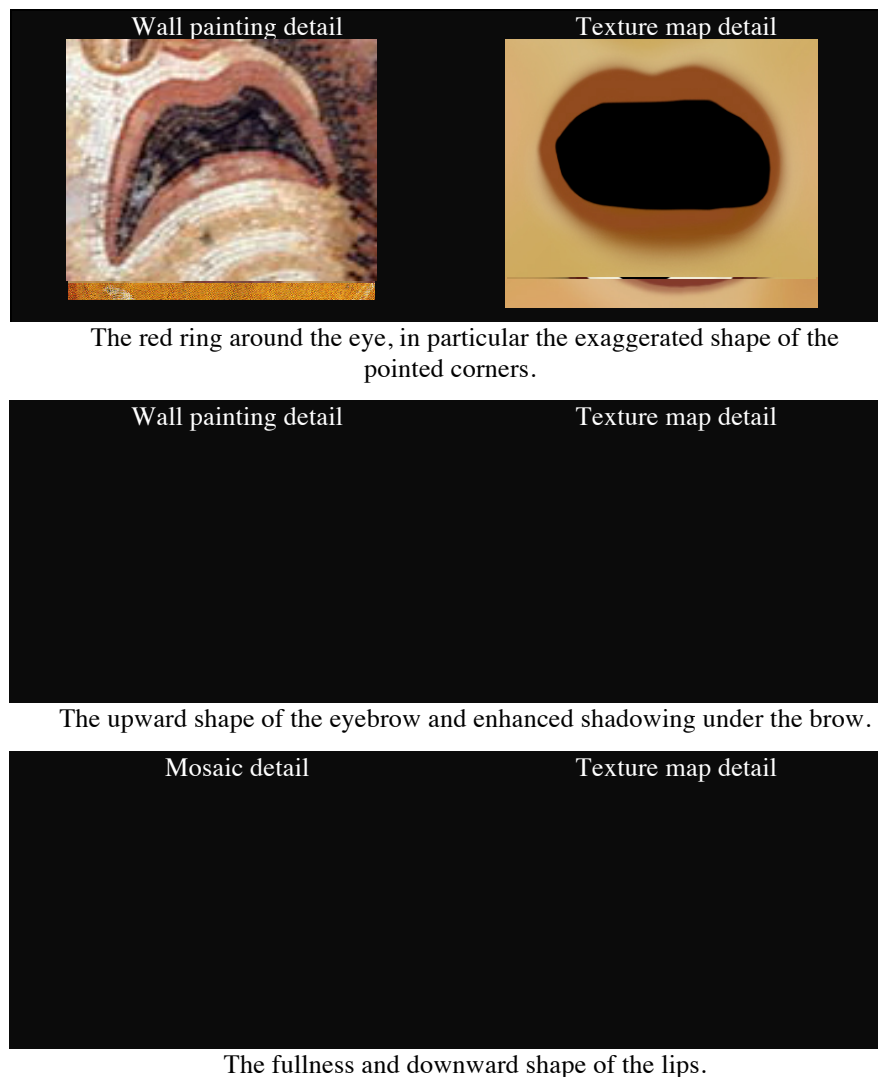 Wall painting detail
Texture map detail
The red ring around the eye, in particular the exaggerated shape of the
pointed corners.
Wall painting detail
Texture map detail
The upward shape of the eyebrow and enhanced shadowing under the brow.
Mosaic detail
Texture map detail
The fullness and downward shape of the lips.